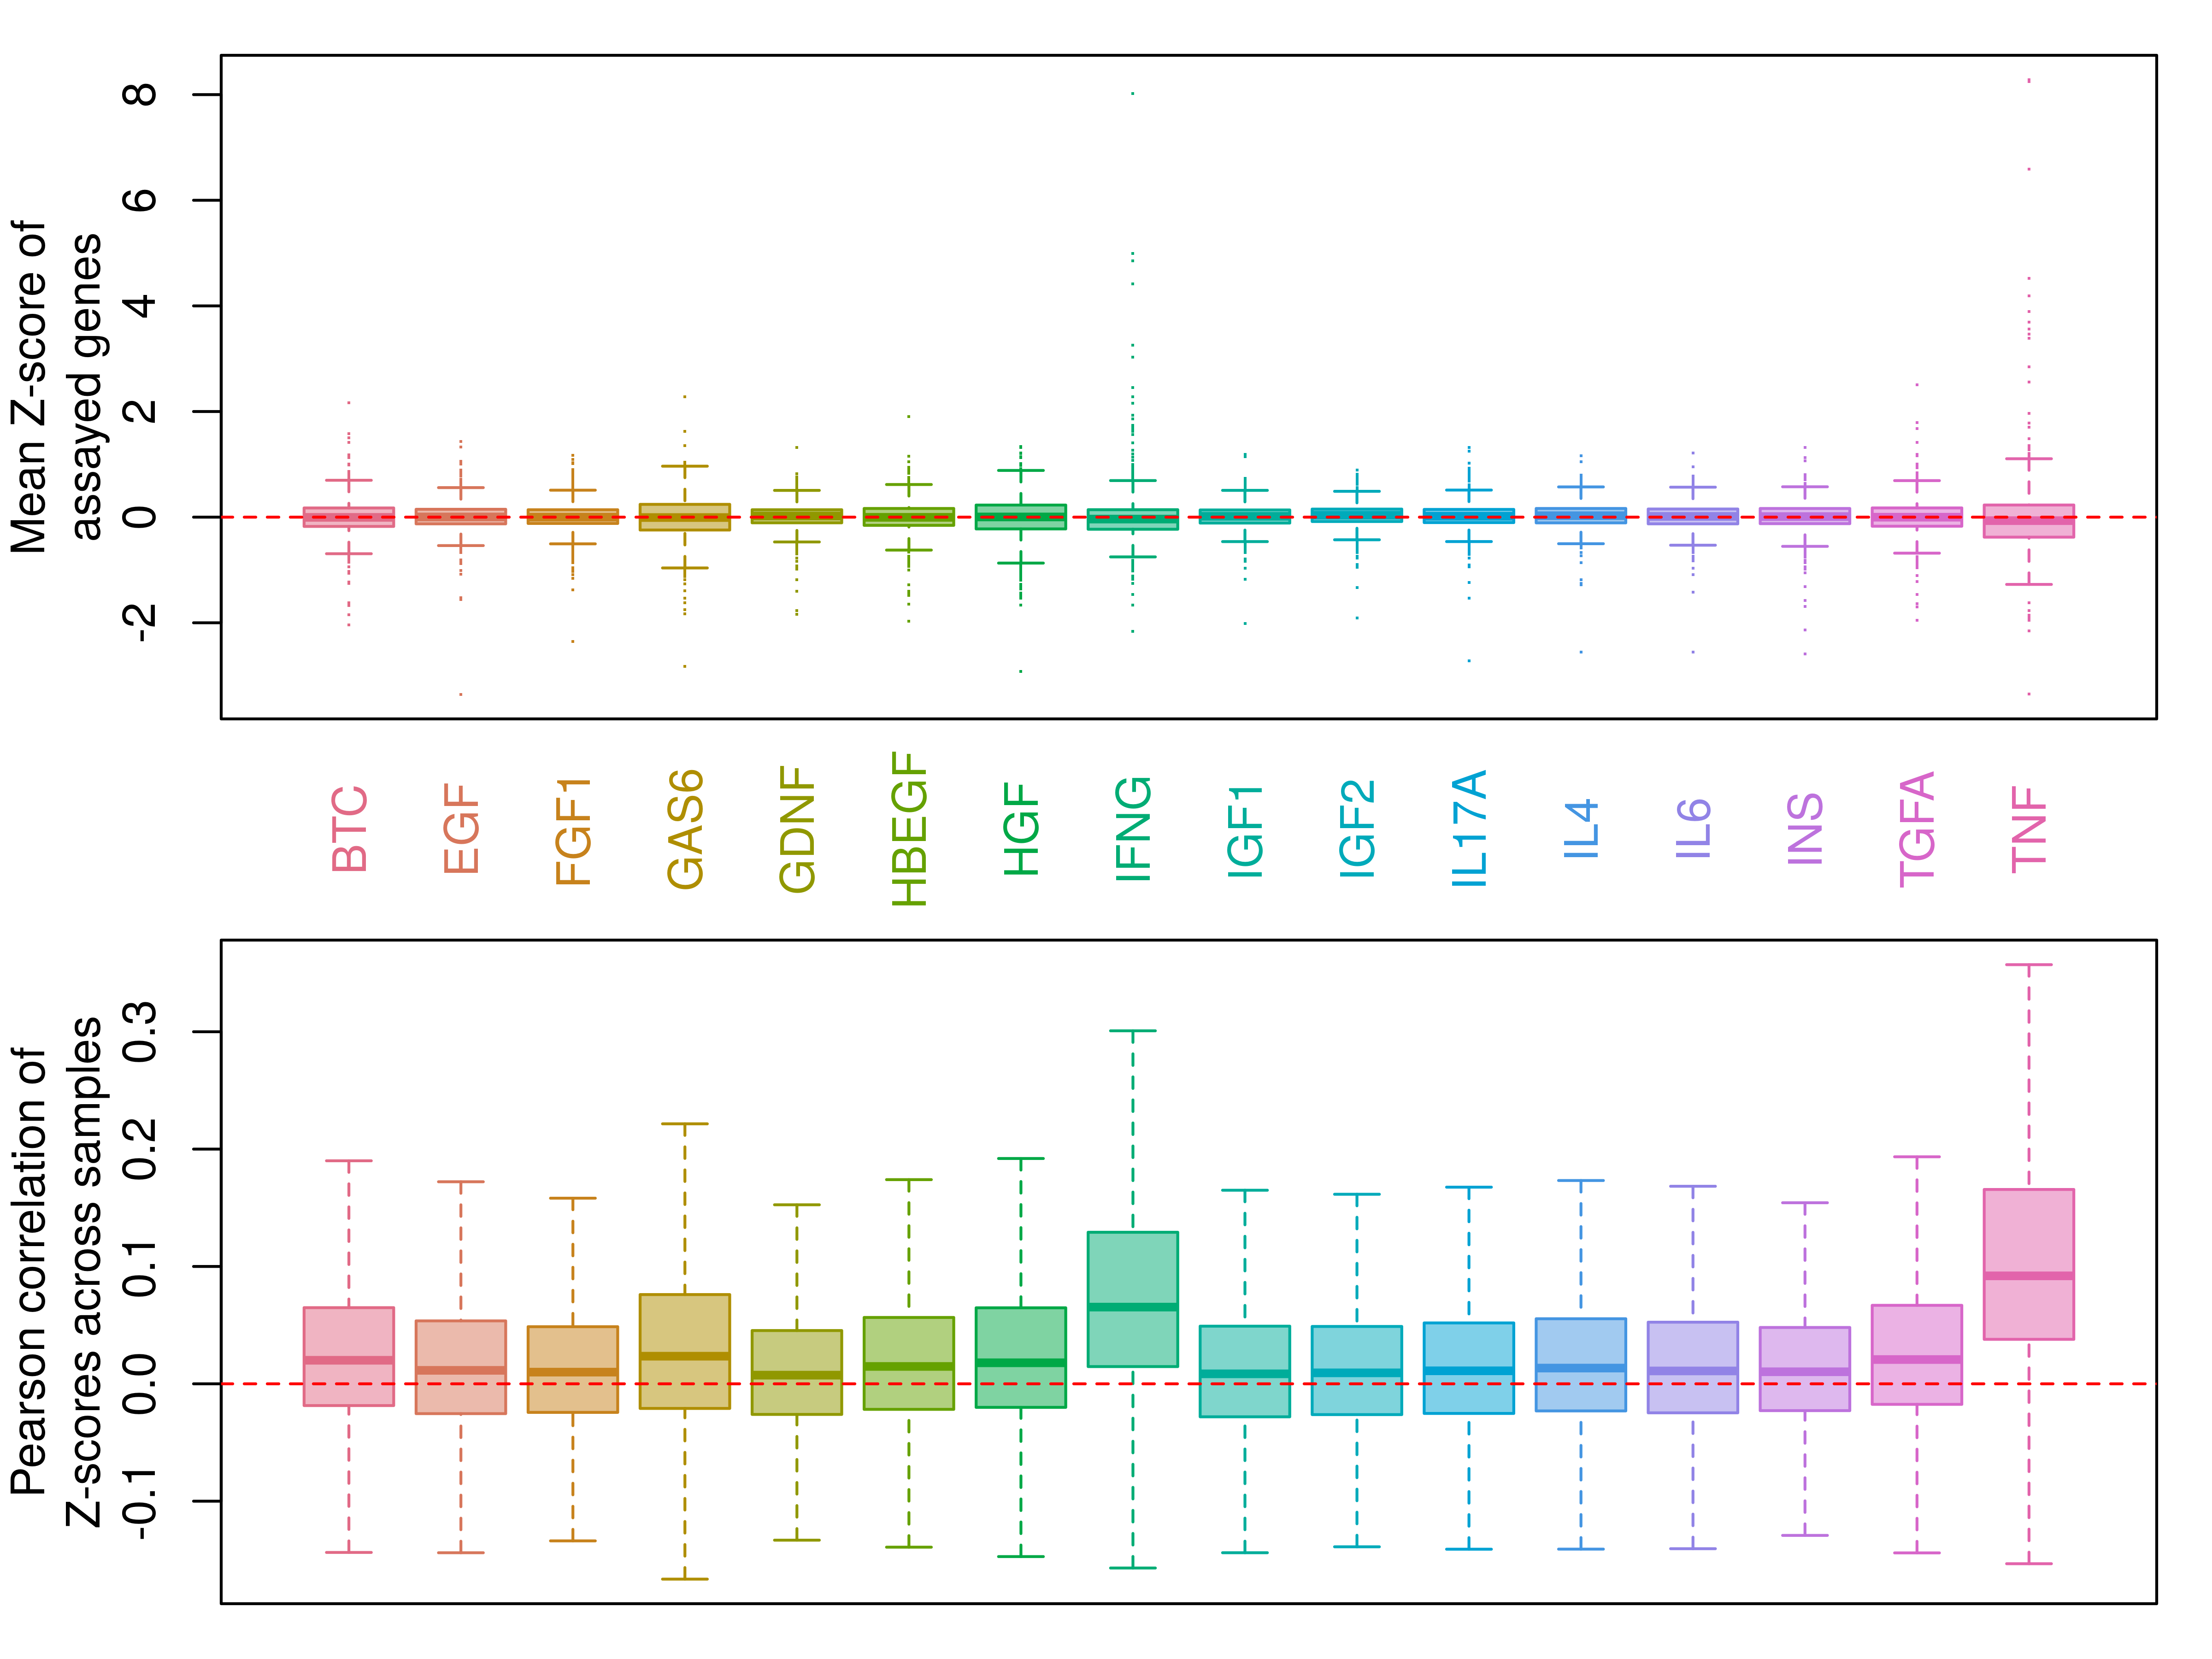 Mean Z-score of
assayed genes
8
6
4
2
0
-2
BTC
EGF
FGF1
GAS6
GDNF
HBEGF
HGF
IFNG
IGF1
IGF2
IL17A
IL4
IL6
INS
TGFA
TNF
Pearson correlation of
Z-scores across samples
0.3
0.2
0.1
0.0
-0.1